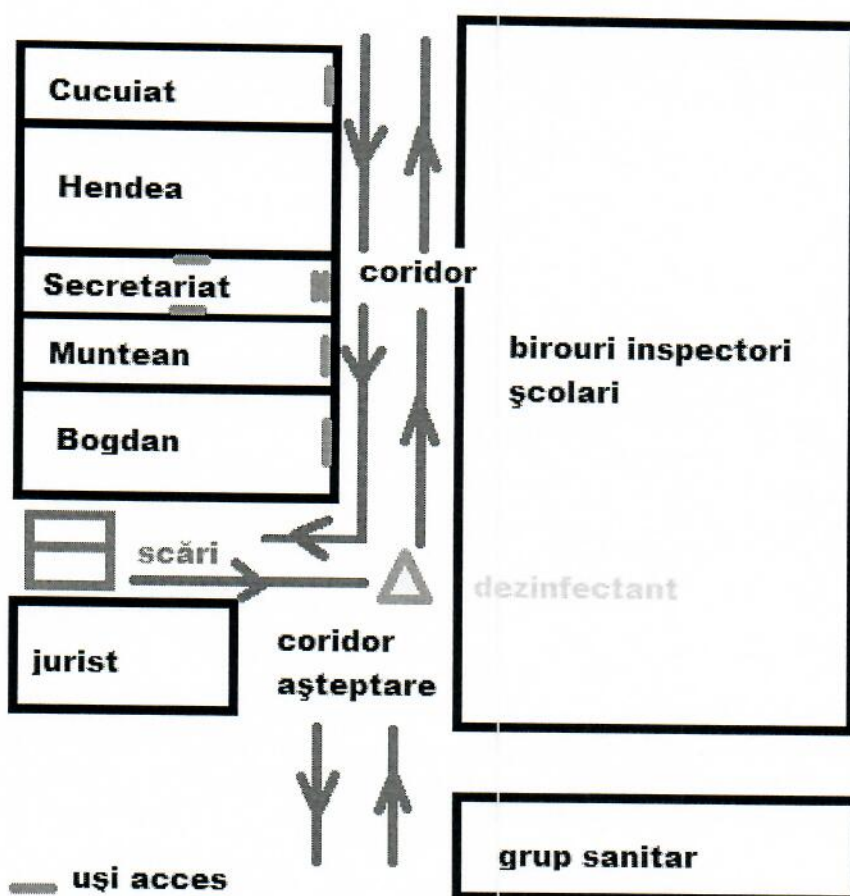 Cucuiat
Hendea
Secretariat
Muntean
Bogdan
coridor
birouri inspectori
şcolari
scări
dezinfectant
jurist
coridor
aşteptare
grup sanitar
uşi acces